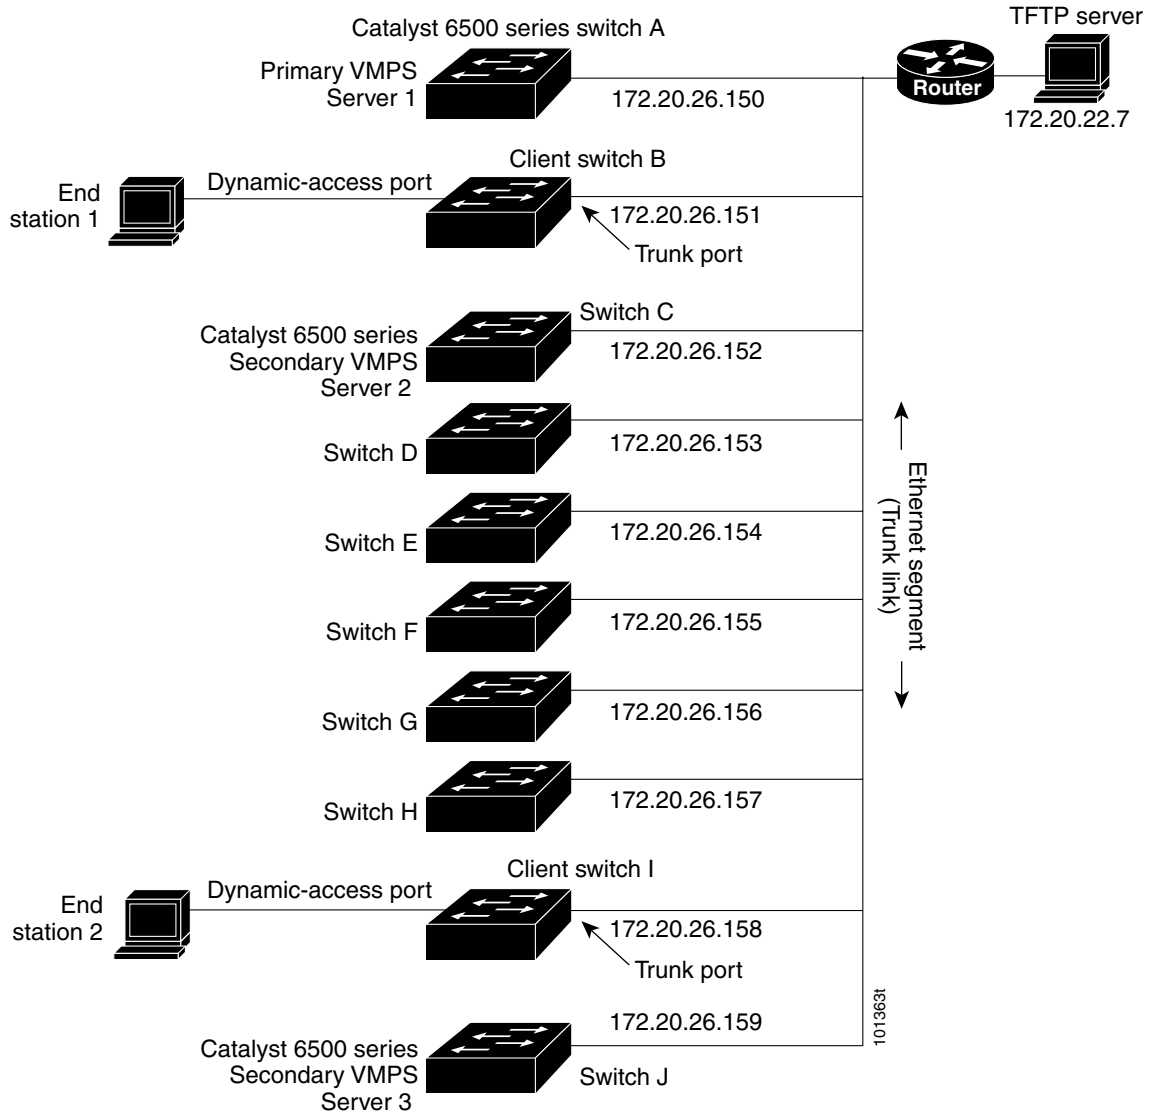 TFTP server
Catalyst 6500 series switch A
Primary VMPS
Server 1
Router
172.20.26.150
172.20.22.7
Client switch B
Dynamic-access port
End
station 1
172.20.26.151
Trunk port
Switch C
Catalyst 6500 series
Secondary VMPS
Server 2
172.20.26.152
Switch D
172.20.26.153
Ethernet segment
(Trunk link)
Switch E
172.20.26.154
Switch F
172.20.26.155
Switch G
172.20.26.156
Switch H
172.20.26.157
Client switch I
Dynamic-access port
End
station 2
172.20.26.158
Trunk port
101363t
172.20.26.159
Catalyst 6500 series
Secondary VMPS
Server 3
Switch J